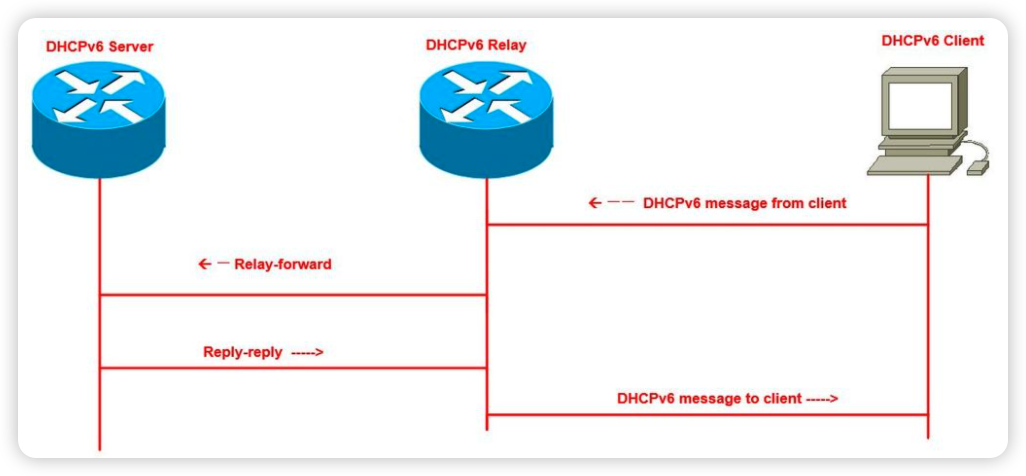 DHCPv6 Server
DHCPv6 Relay
DHCPv6 Client
<- -- DHCPv6 message from client
<- - Relay-forward
Reply-reply ----->
DHCPv6 message to client ----->